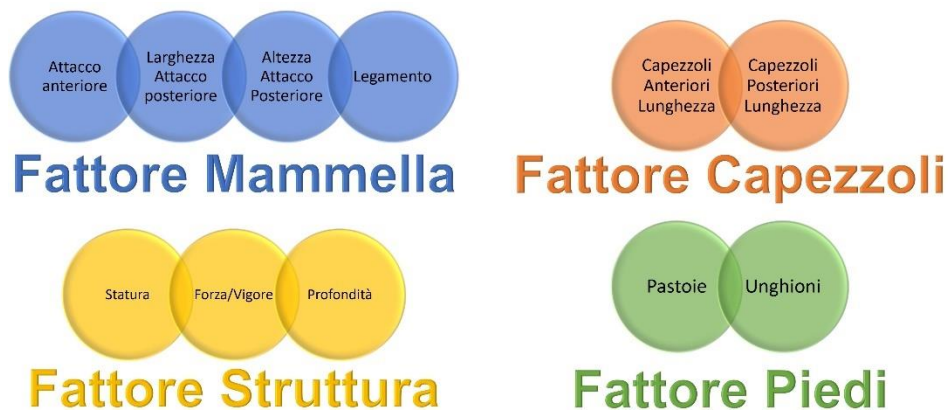 Attacco
anteriore
Larghezza
Attacco
posteriore
Altezza
Attacco
Posteriore
Legamento
Fattore Mammella
Capezzoli
Anteriori
Lunghezza
Capezzoli
Posteriori
Lunghezza
Fattore Capezzoli
Statura
Forza/Vigore
Profondità
Fattore Struttura
Pastoie
Unghioni
Fattore Piedi